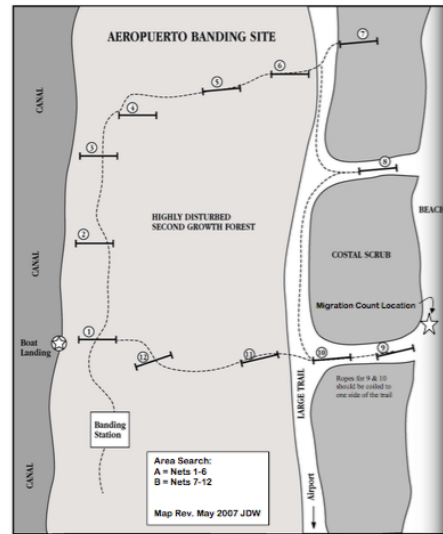 AEROPUERTO BANDING SITE
7
6
5
4
CANAL
3
8
HIGHLY DISTURBED
SECOND GROWTH FOREST
BEACH
2
COSTAL SCRUB
CANAL
Migration Count Location
Boat
Landing
1
12
11
10
9
LARGE TRAIL
Ropes for 9 & 10
should be coiled to
one side of the trail
Banding
Station
Area Search:
A = Nets 1-6
B = Nets 7-12
Map Rev. May 2007 JDW
CANAL
Airport